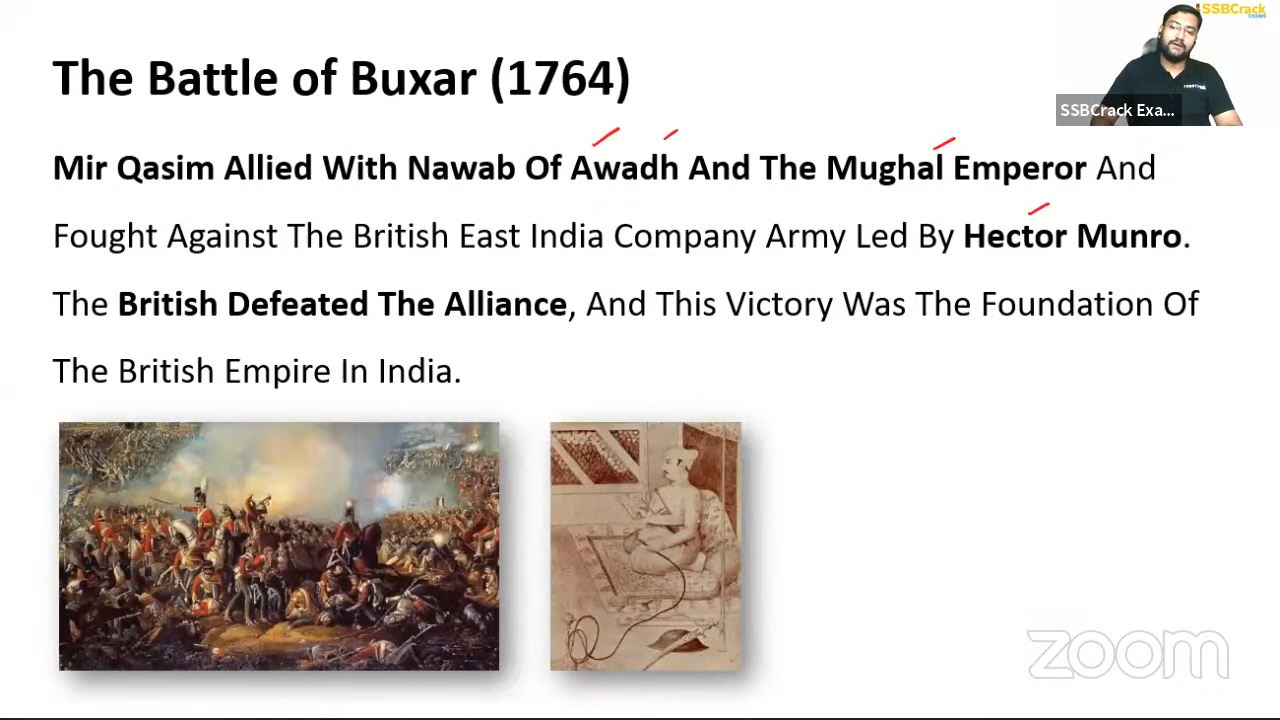 SSBCrack
EXAMS
The Battle of Buxar (1764)
SSBCrack Exa...
Mir Qasim Allied With Nawab Of Awadh And The Mughal Emperor And
Fought Against The British East India Company Army Led By Hector Munro.
The British Defeated The Alliance, And This Victory Was The Foundation Of
The British Empire In India.
zoom